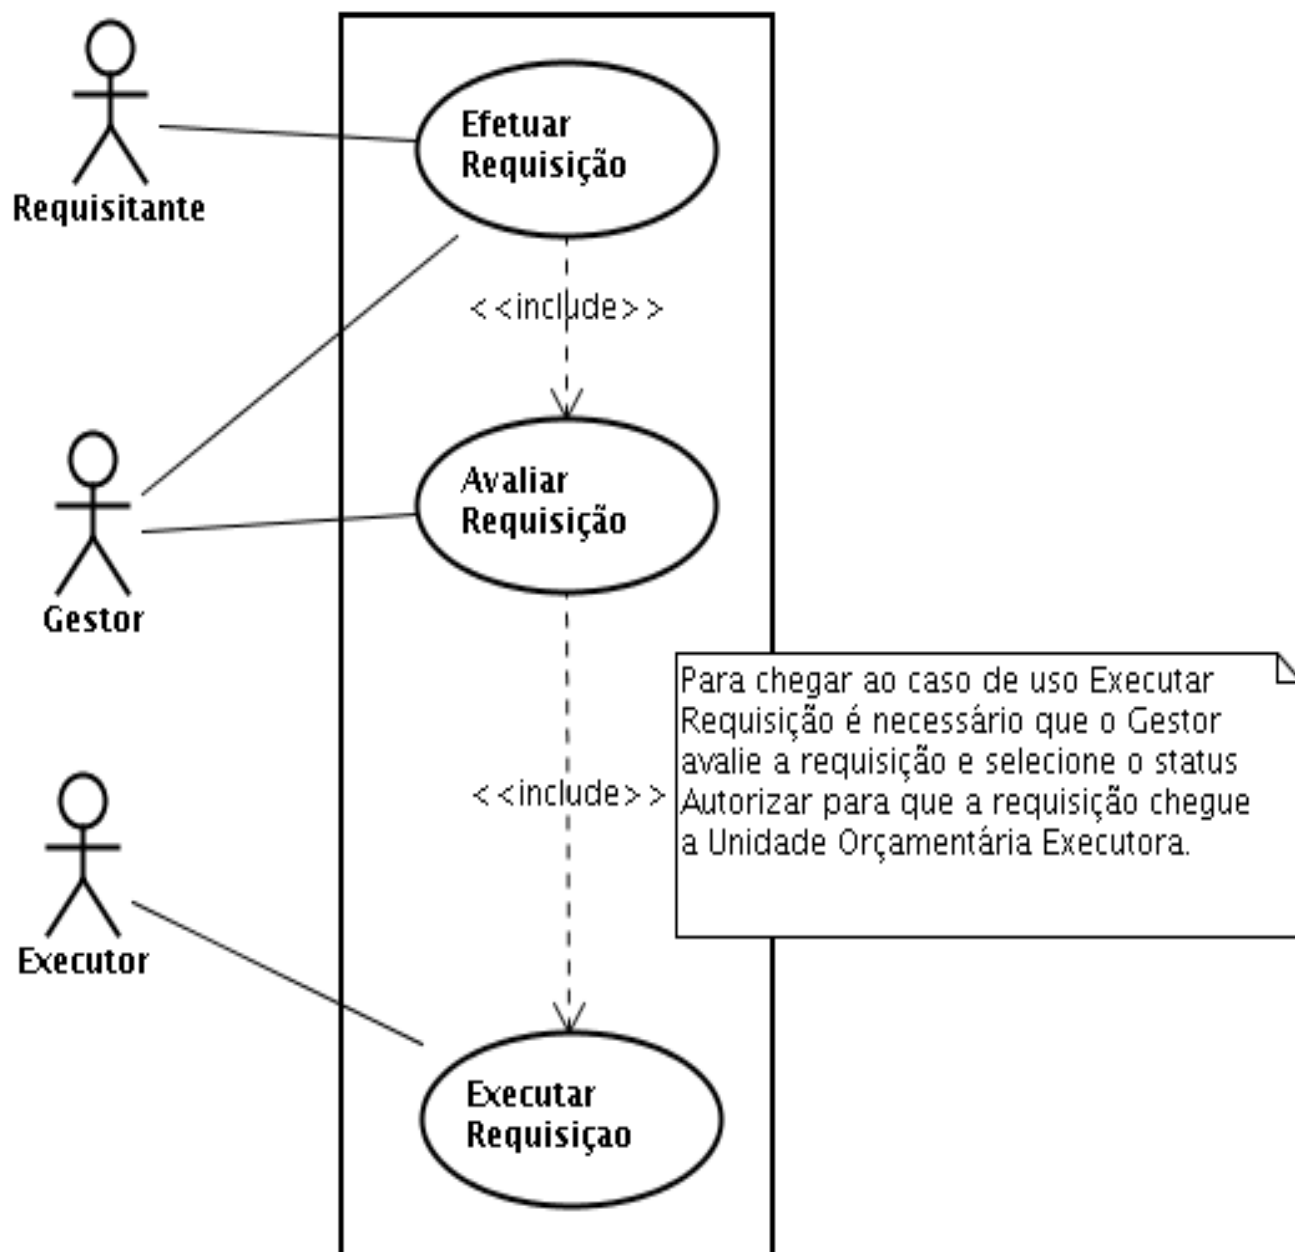 Efetuar
Requisição
Requisitante
<<include>>
Avaliar
Requisição
Gestor
Para chegar ao caso de uso Executar
Requisição é necessário que o Gestor
avalie a requisição e selecione o status
Autorizar para que a requisição chegue
a Unidade Orçamentária Executora.
<<include>>
Executor
Executar
Requisiçao